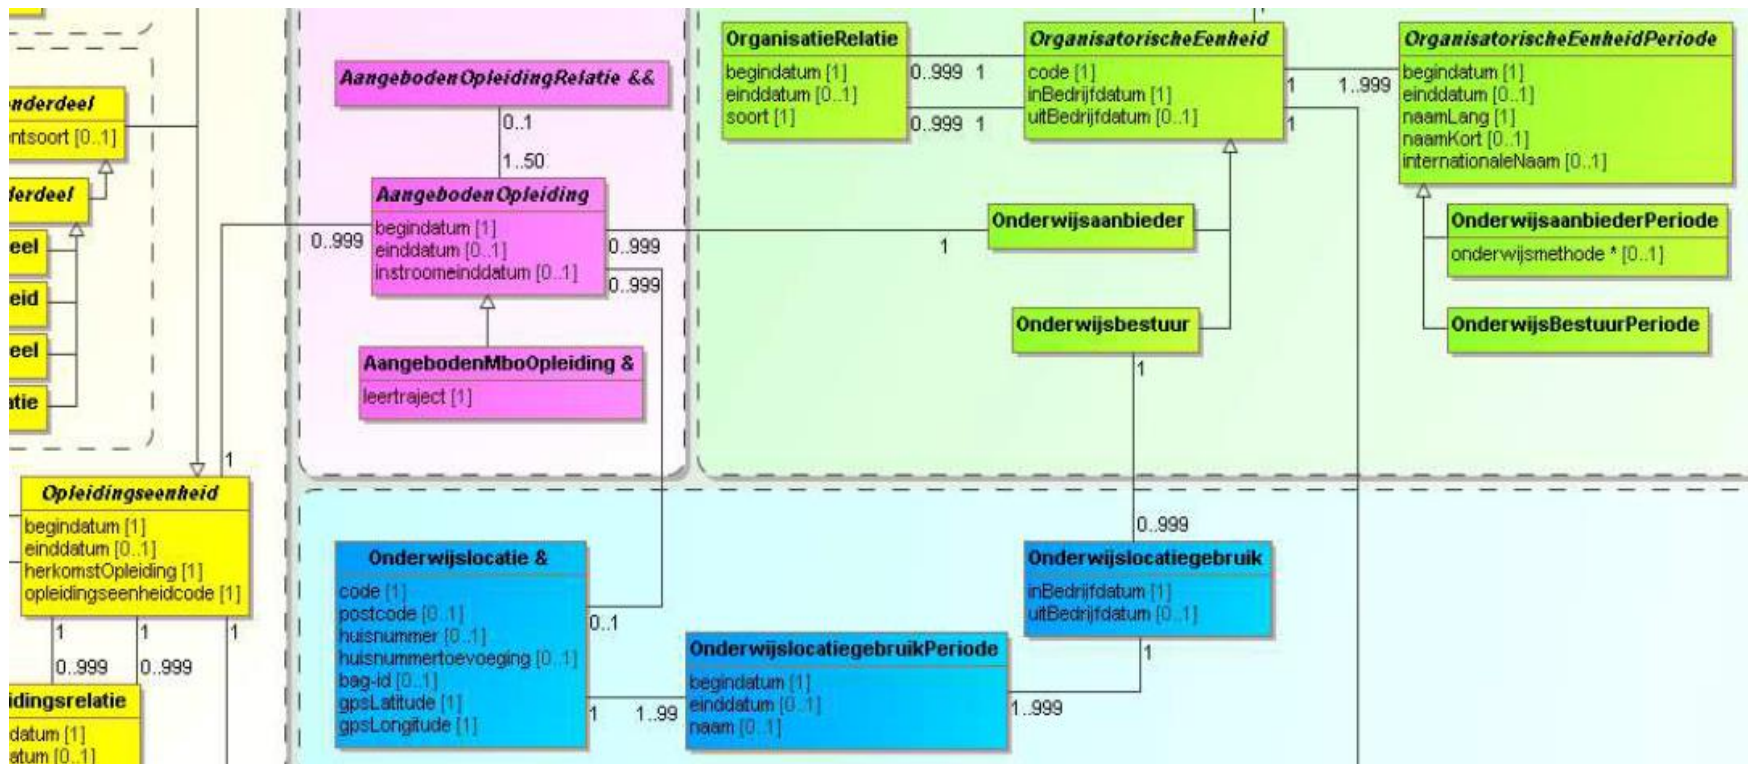 onderdeel
entsoort [0..1]
derdeel
eel
eid
eel
atie
AangebodenOpleidingRelatie &&
0..1
1..50
AangebodenOpleiding
begindatum [1]
einddatum [0..1]
instroomeinddatum [0..1]
0..999
0..999
0..999
AangebodenMboOpleiding &
leertraject [1]
OrganisatieRelatie
begindatum [1]
einddatum [0..1]
soort [1]
0..999 1
0..999 1
OrganisatorischeEenheid
code [1]
inBedrijfdatum [1]
uitBedrijfdatum [0..1]
1
1..999
1
OrganisatorischeEenheidPeriode
begindatum [1]
einddatum [0..1]
naamLang [1]
naamKort [0..1]
internationaleNaam [0..1]
Onderwijsaanbieder
1
OnderwijsaanbiederPeriode
onderwijsmethode * [0..1]
Onderwijsbestuur
1
OnderwijsBestuurPeriode
1
Opleidingseenheid
begindatum [1]
einddatum [0..1]
herkomstOpleiding [1]
opleidingseenheidcode [1]
1
1
1
0..999
0..999
idingsrelatie
datum [1]
atum [0..1]
Onderwijslocatie &
code [1]
postcode [0..1]
huisnummer [0..1]
huisnummertoevoeging [0..1]
bag-id [0..1]
gpsLatitude [1]
gpsLongitude [1]
0..1
1
1..99
OnderwijslocatiegebruikPeriode
begindatum [1]
einddatum [0..1]
naam [0..1]
1..999
0..999
Onderwijslocatiegebruik
inBedrijfdatum [1]
uitBedrijfdatum [0..1]
1